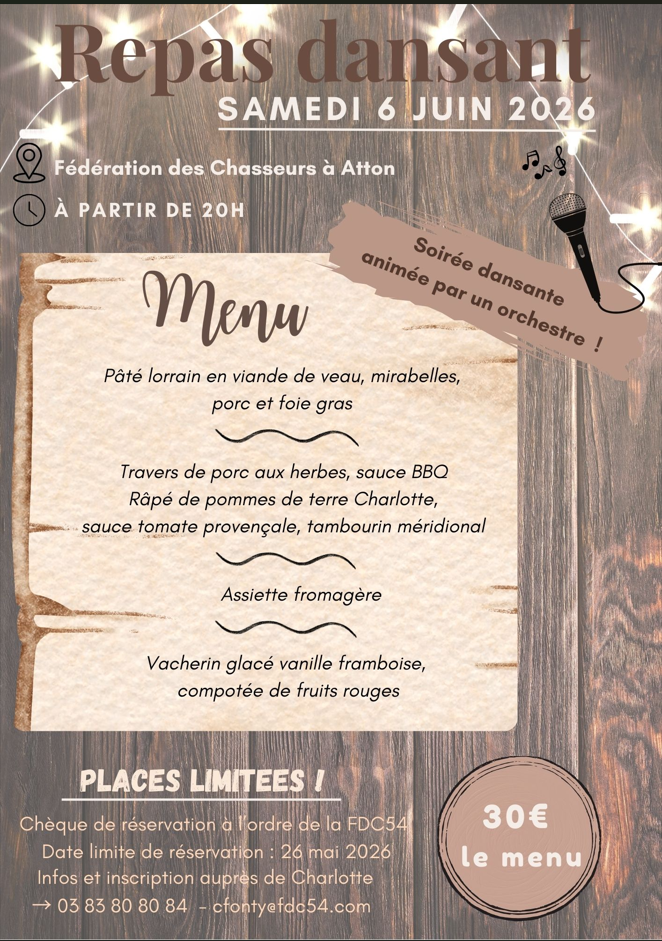 Repas dansant
SAMEDI 6 JUIN 2026
Fédération des Chasseurs à Atton
À PARTIR DE 20H
Soirée dansante
animée par un orchestre !
Menu
Pâté lorrain en viande de veau, mirabelles,
porc et foie gras
Travers de porc aux herbes, sauce BBQ
Râpé de pommes de terre Charlotte,
sauce tomate provençale, tambourin méridional
Assiette fromagère
Vacherin glacé vanille framboise,
compotée de fruits rouges
PLACES LIMITEES !
Chèque de réservation à l'ordre de la FDC54
Date limite de réservation : 26 mai 2026
Infos et inscription auprès de Charlotte
→ 03 83 80 80 84 - cfonty@fdc54.com
30€
le menu